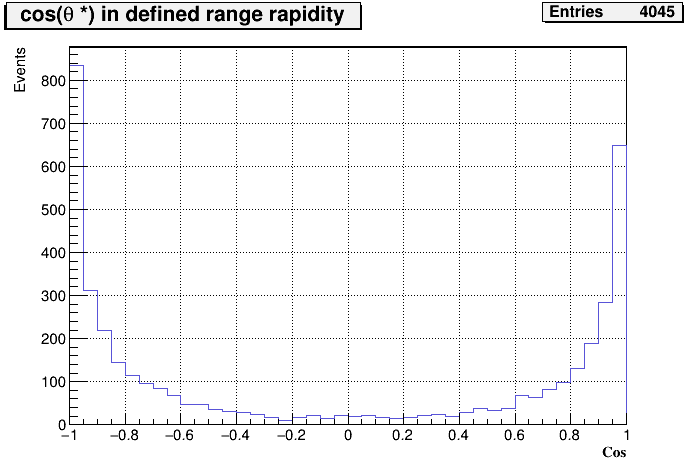 cos(θ *) in defined range rapidity
Entries 4045
Events
800
700
600
500
400
300
200
100
0
−1 −0.8 −0.6 −0.4 −0.2 0 0.2 0.4 0.6 0.8 1
Cos